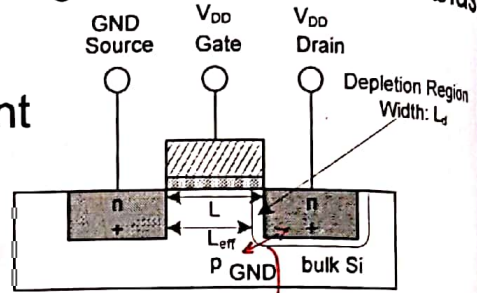 GND
Source
V_DD
Gate
V_DD
Drain
nt
Depletion Region
Width: L_d
n
+
L
L_eff
n
+
p
GND
bulk Si